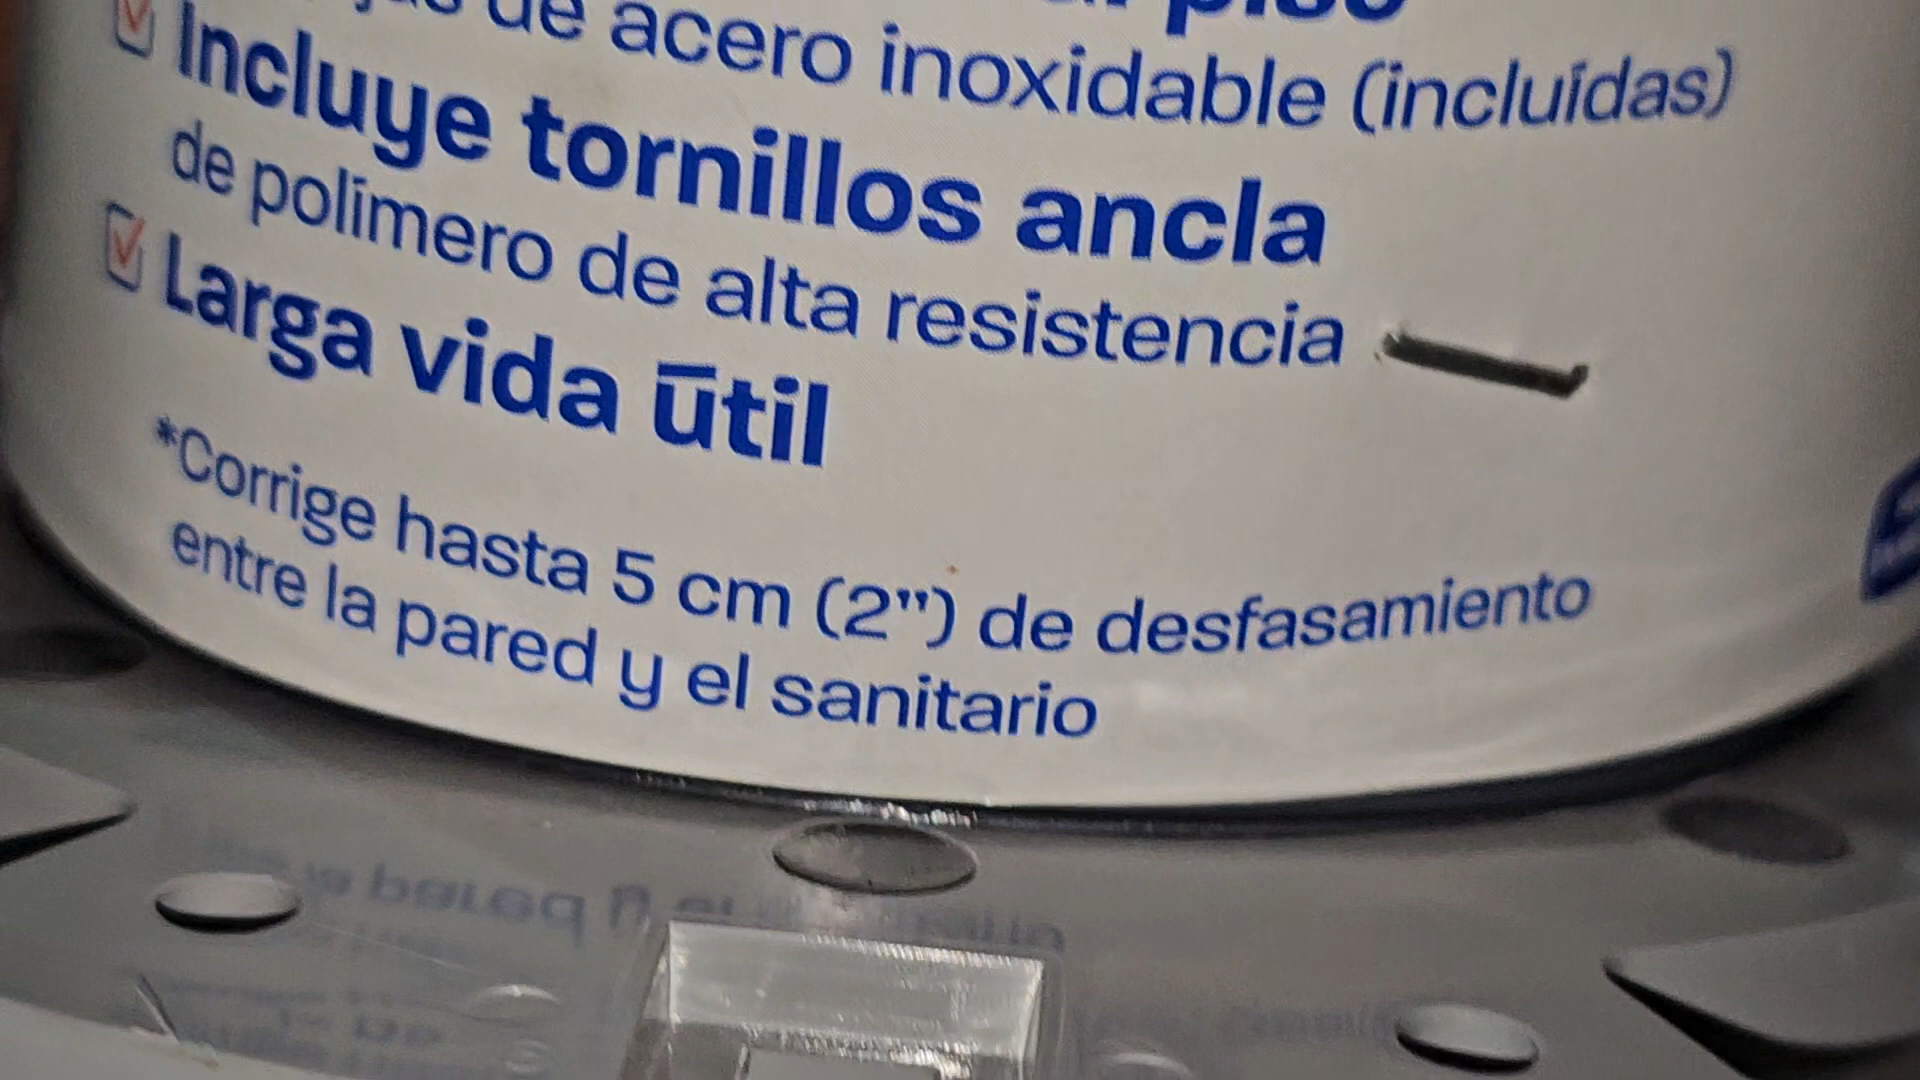 de acero inoxidable (incluidas)
Incluye tornillos ancla
de polīmero de alta resistencia
Larga vida ūtil
*Corrige hasta 5 cm (2") de desfasamiento
entre la pared y el sanitario